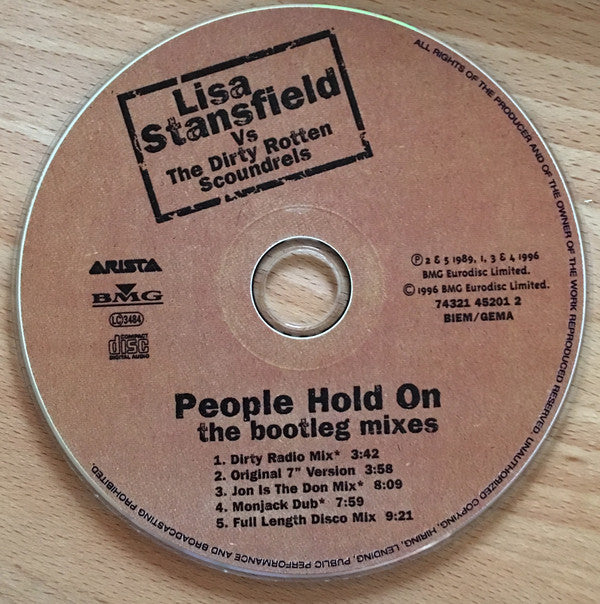 Lisa
Stansfield
Vs
The Dirty Rotten
Scoundrels
ARISTA
BMG
LC 3484
COMPACT
disc
DIGITAL AUDIO
Ⓟ 2 & 5 1989, 1, 3 & 4 1996
BMG Eurodisc Limited.
© 1996 BMG Eurodisc Limited.
74321 45201 2
BIEM/GEMA
People Hold On
the bootleg mixes
1. Dirty Radio Mix* 3:42
2. Original 7" Version 3:58
3. Jon Is The Don Mix* 8:09
4. Monjack Dub* 7:59
5. Full Length Disco Mix 9:21
ALL RIGHTS OF THE PRODUCER AND OF THE OWNER OF THE WORK REPRODUCED RESERVED. UNAUTHORIZED COPYING, HIRING, LENDING, PUBLIC PERFORMANCE AND BROADCASTING PROHIBITED.